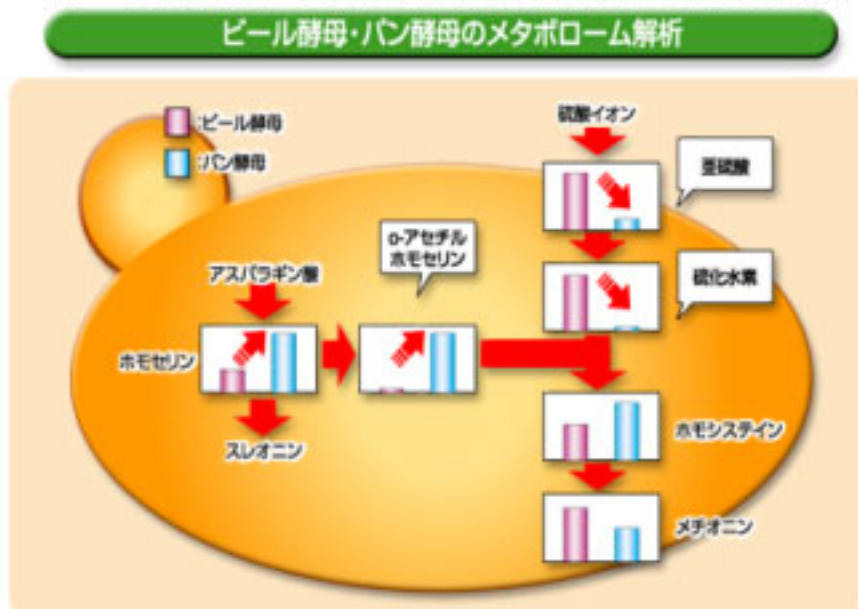 ビール酵母・パン酵母のメタボローム解析
:ビール酵母
:パン酵母
硫酸イオン
亜硫酸
o-アセチル
ホモセリン
硫化水素
アスパラギン酸
ホモセリン
スレオニン
ホモシステイン
メチオニン